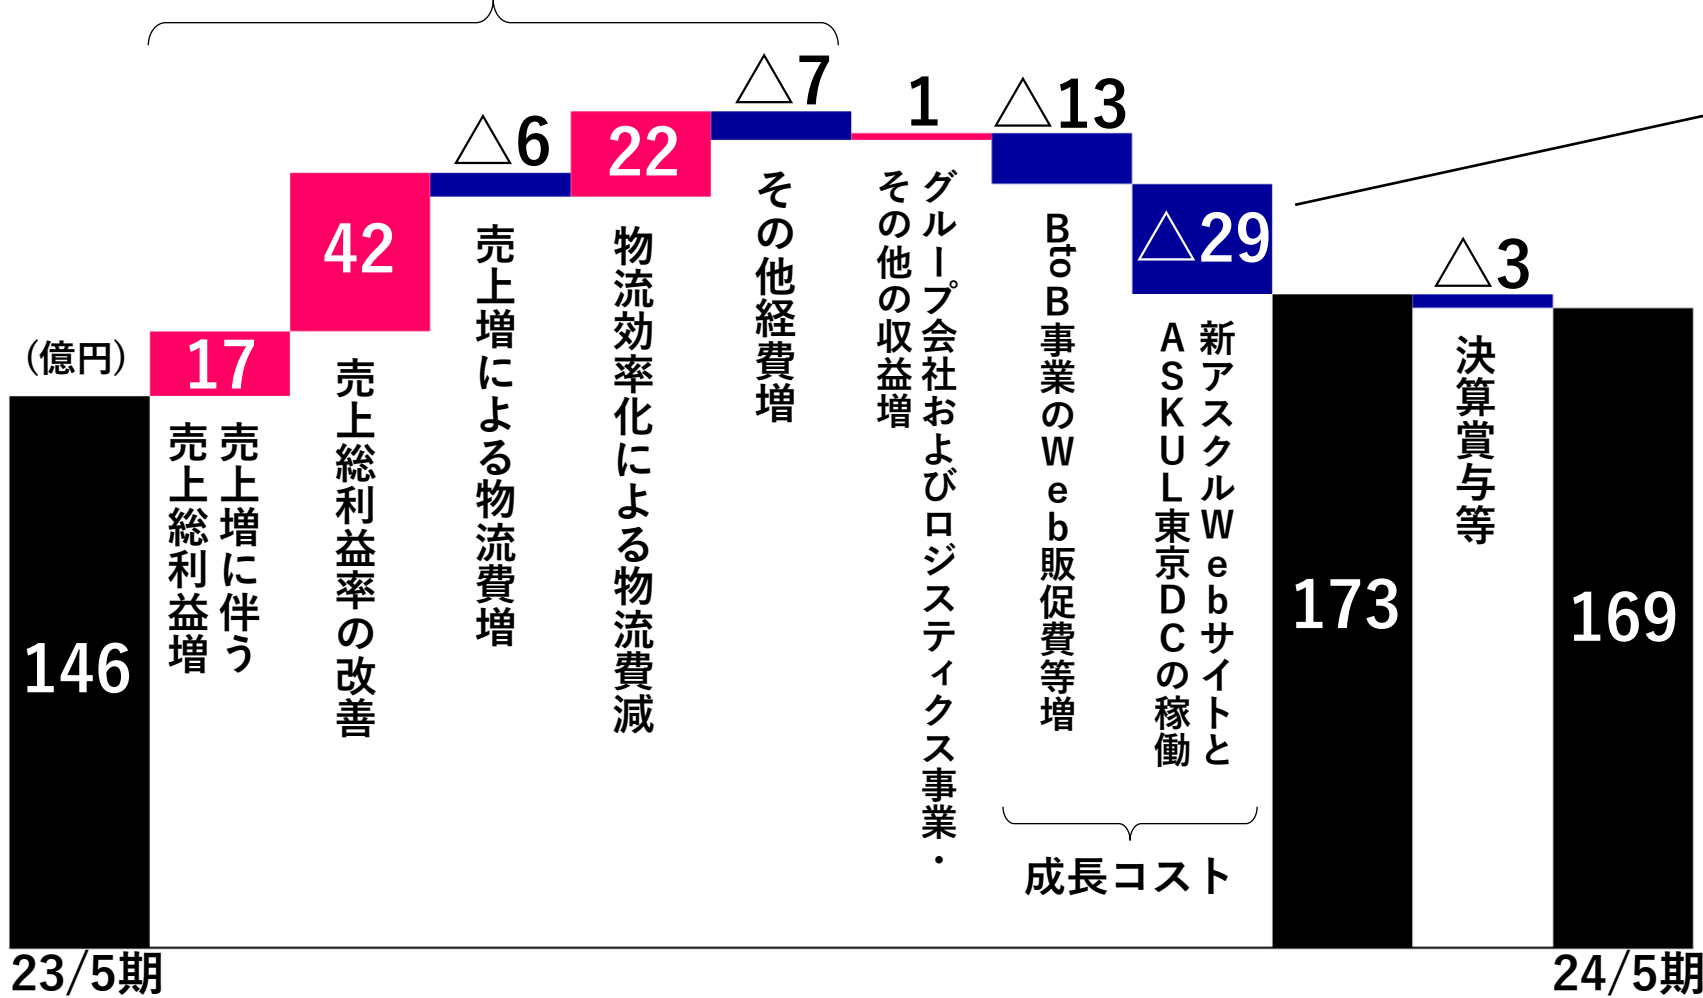 (億円)
146
23/5期
17
売上増に伴う
売上総利益増
42
売上総利益率の改善
△6
売上増による物流費増
22
物流効率化による物流費減
△7
その他経費増
1
グループ会社およびロジスティクス事業・
その他の収益増
△13
BtoB事業のWeb販促費等増
△29
新アスクルWebサイトと
ASKUL東京DCの稼働
成長コスト
173
△3
決算賞与等
169
24/5期